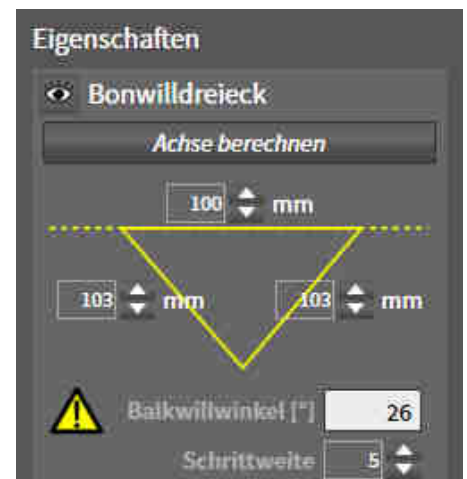 Eigenschaften
Bonwilldreieck
Achse berechnen
100 mm
103 mm 103 mm
Balkwillwinkel [°] 26
Schrittweite 5